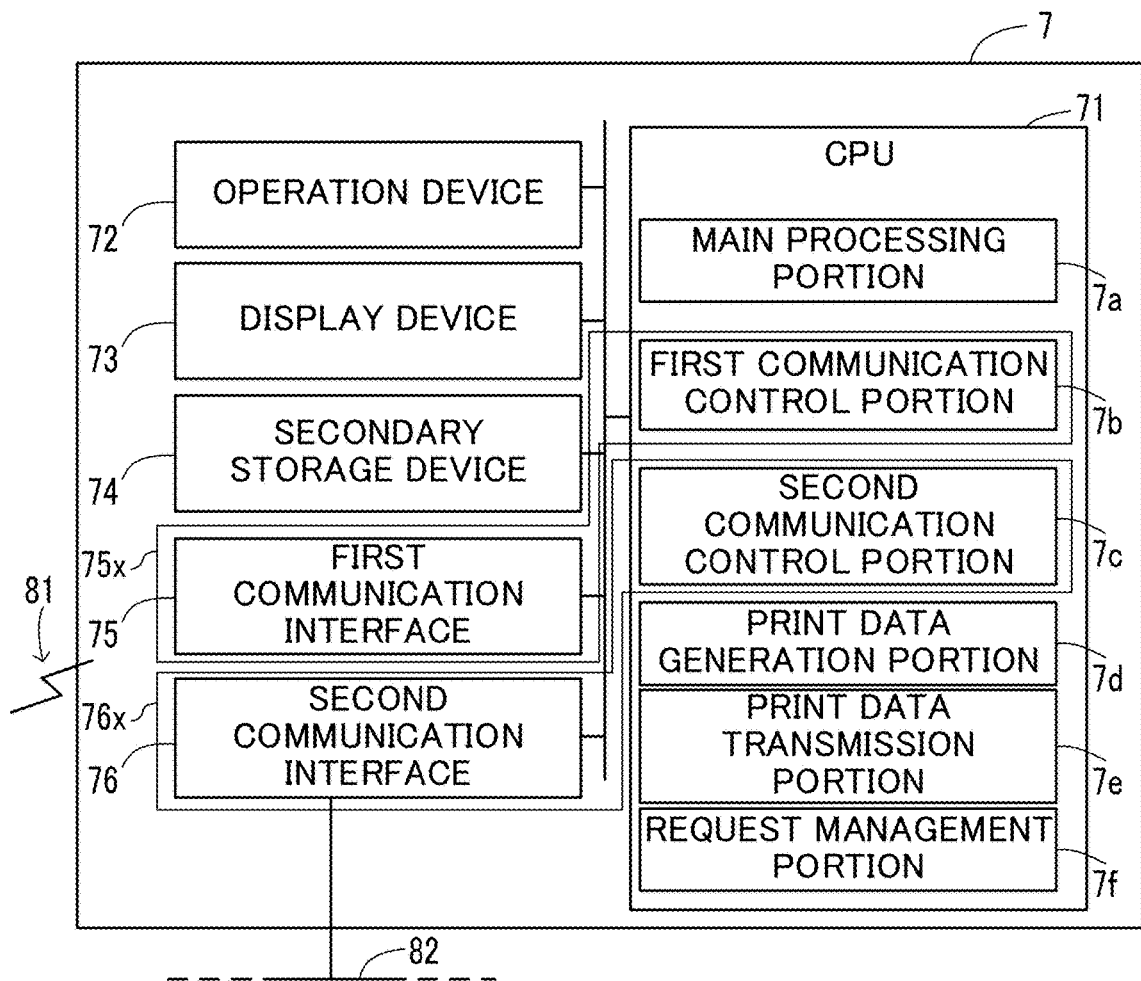 7
71
CPU
OPERATION DEVICE
72
MAIN PROCESSING
PORTION
7a
DISPLAY DEVICE
73
FIRST COMMUNICATION
CONTROL PORTION
7b
SECONDARY
STORAGE DEVICE
74
SECOND
COMMUNICATION
CONTROL PORTION
7c
75x
FIRST
COMMUNICATION
INTERFACE
75
81
PRINT DATA
GENERATION PORTION
7d
76x
SECOND
COMMUNICATION
INTERFACE
76
PRINT DATA
TRANSMISSION
PORTION
7e
REQUEST MANAGEMENT
PORTION
7f
82